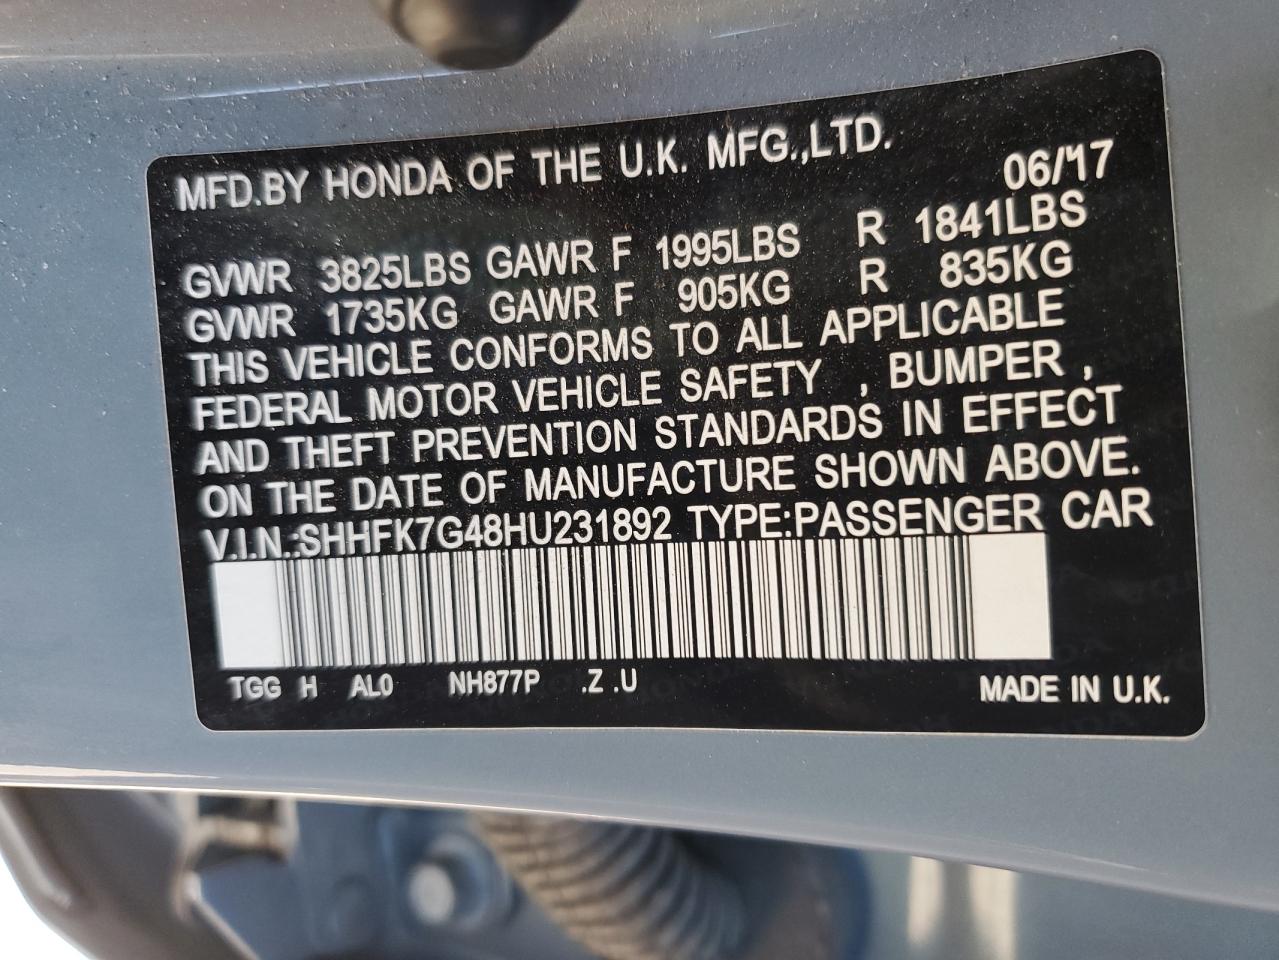 MFD.BY HONDA OF THE U.K. MFG.,LTD. 06/'17
GVWR 3825LBS GAWR F 1995LBS R 1841LBS
GVWR 1735KG GAWR F 905KG R 835KG
THIS VEHICLE CONFORMS TO ALL APPLICABLE
FEDERAL MOTOR VEHICLE SAFETY , BUMPER ,
AND THEFT PREVENTION STANDARDS IN EFFECT
ON THE DATE OF MANUFACTURE SHOWN ABOVE.
V.I.N.:SHHFK7G48HU231892 TYPE:PASSENGER CAR
TGG H AL0 NH877P .Z .U MADE IN U.K.